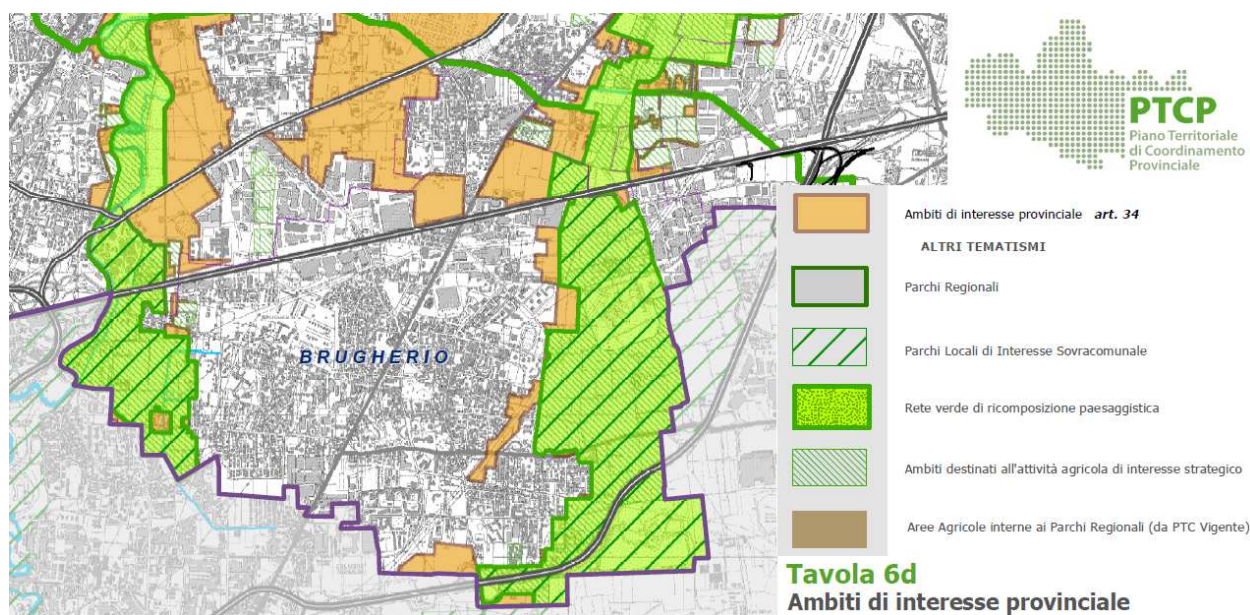 PTCP
Piano Territoriale
di Coordinamento
Provinciale
Ambiti di interesse provinciale art. 34
ALTRI TEMATISMI
Parchi Regionali
Parchi Locali di Interesse Sovracomunale
Rete verde di ricomposizione paesaggistica
Ambiti destinati all'attività agricola di interesse strategico
Aree Agricole interne ai Parchi Regionali (da PTC Vigente)
BRUGHERIO
Tavola 6d
Ambiti di interesse provinciale